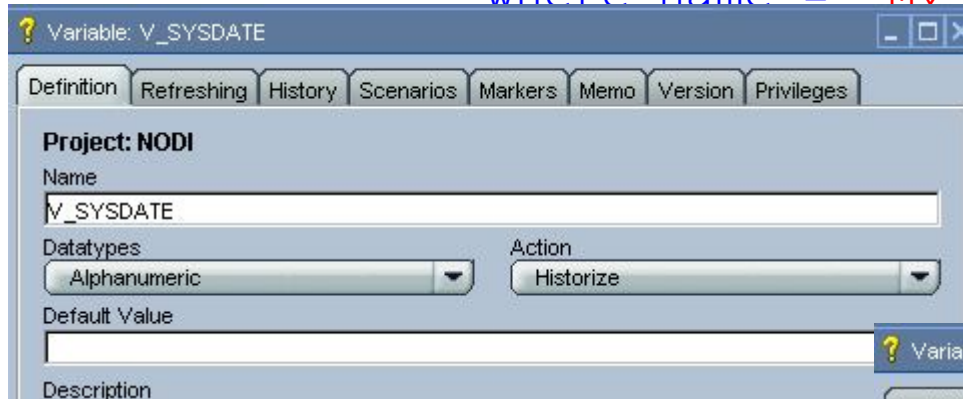 Variable: V_SYSDATE
Definition Refreshing History Scenarios Markers Memo Version Privileges
Project: NODI
Name
V_SYSDATE
Datatypes Action
Alphanumeric Historize
Default Value
Description